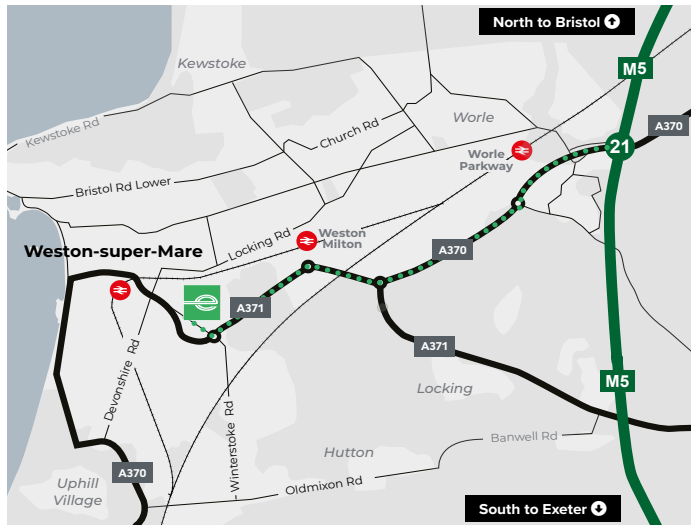 North to Bristol
Kewstoke
M5
Kewstoke Rd
Church Rd
Worle
A370
21
Worle
Parkway
Bristol Rd Lower
Locking Rd
Weston
Milton
Weston-super-Mare
A370
A371
A371
Devonshire Rd
M5
Locking
Winterstoke Rd
Banwell Rd
Hutton
A370
Uphill
Village
Oldmixon Rd
South to Exeter